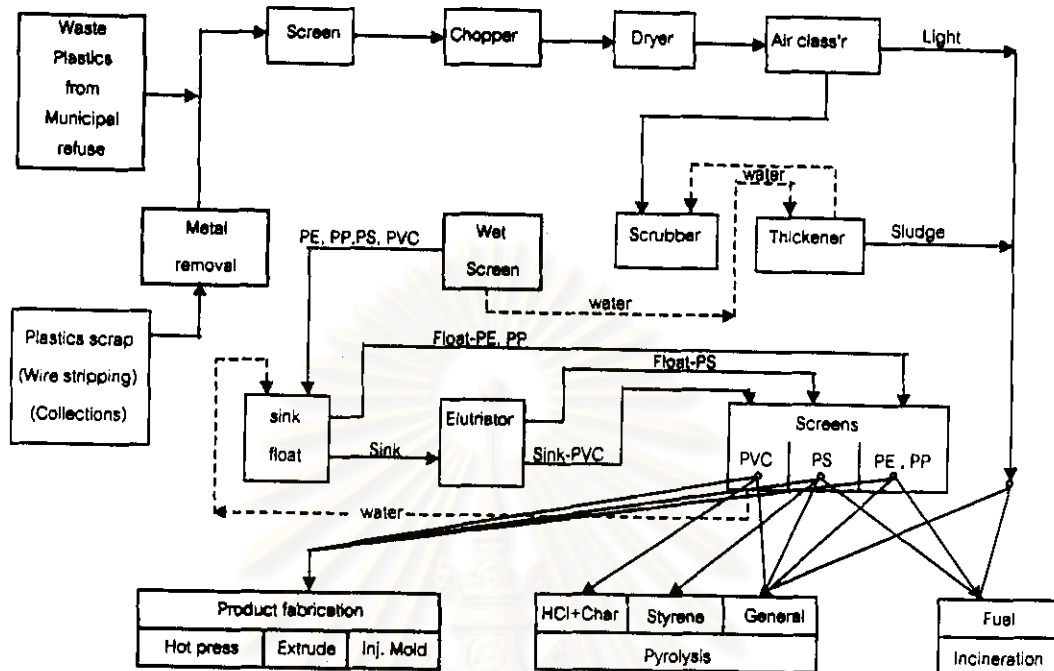 Waste
Plastics
from
Municipal
refuse
Screen
Chopper
Dryer
Air class'r
Light
Metal
removal
Plastics scrap
(Wire stripping)
(Collections)
PE, PP,PS, PVC
Wet
Screen
water
Scrubber
Thickener
Sludge
water
Float-PE, PP
Float-PS
sink
float
Sink
Elutriator
Sink-PVC
Screens
PVC
PS
PE , PP
water
Product fabrication
Hot press
Extrude
Inj. Mold
HCl+Char
Styrene
General
Pyrolysis
Fuel
Incineration